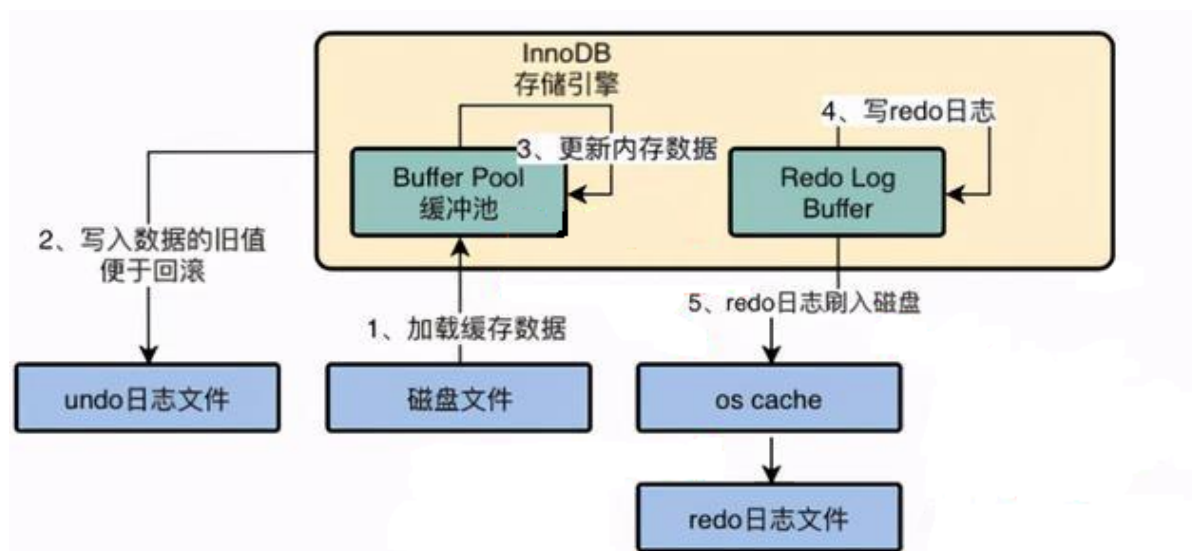 InnoDB
存储引擎
4、写redo日志
3、更新内存数据
Buffer Pool
缓冲池
Redo Log
Buffer
2、写入数据的旧值
便于回滚
5、redo日志刷入磁盘
1、加载缓存数据
undo日志文件
磁盘文件
os cache
redo日志文件